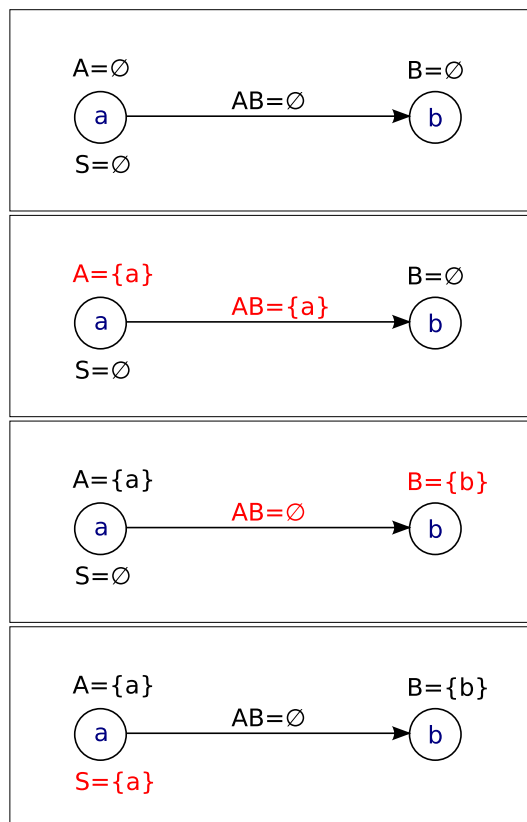 A=∅
B=∅
AB=∅
a
b
S=∅
A={a}
B=∅
AB={a}
a
b
S=∅
A={a}
B={b}
AB=∅
a
b
S=∅
A={a}
B={b}
AB=∅
a
b
S={a}